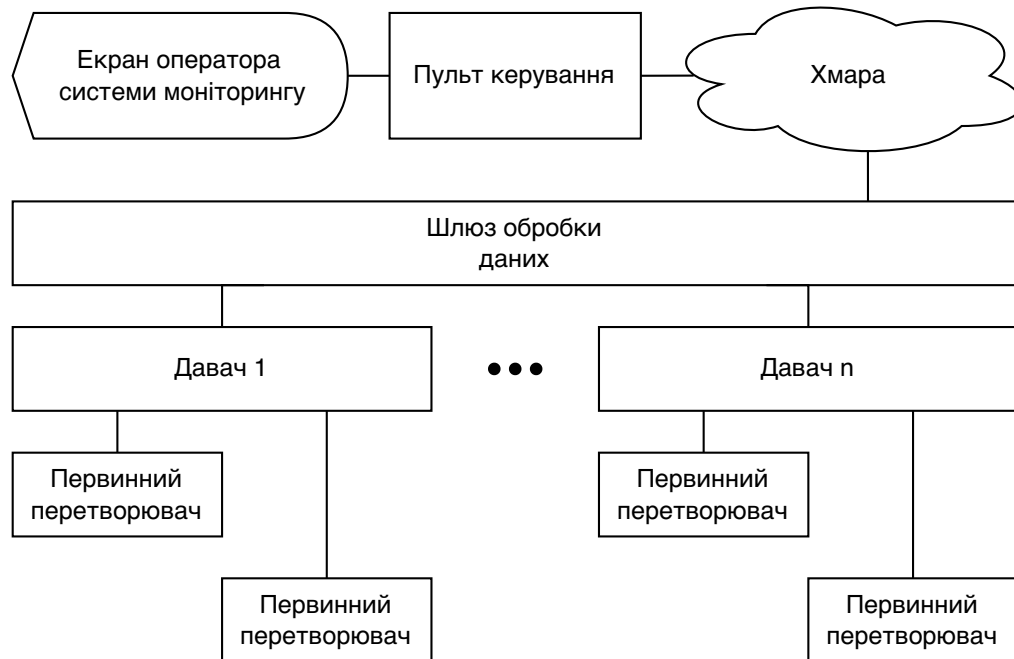 Екран оператора
системи моніторингу
Пульт керування
Хмара
Шлюз обробки
даних
Давач 1
Давач n
Первинний
перетворювач
Первинний
перетворювач
Первинний
перетворювач
Первинний
перетворювач